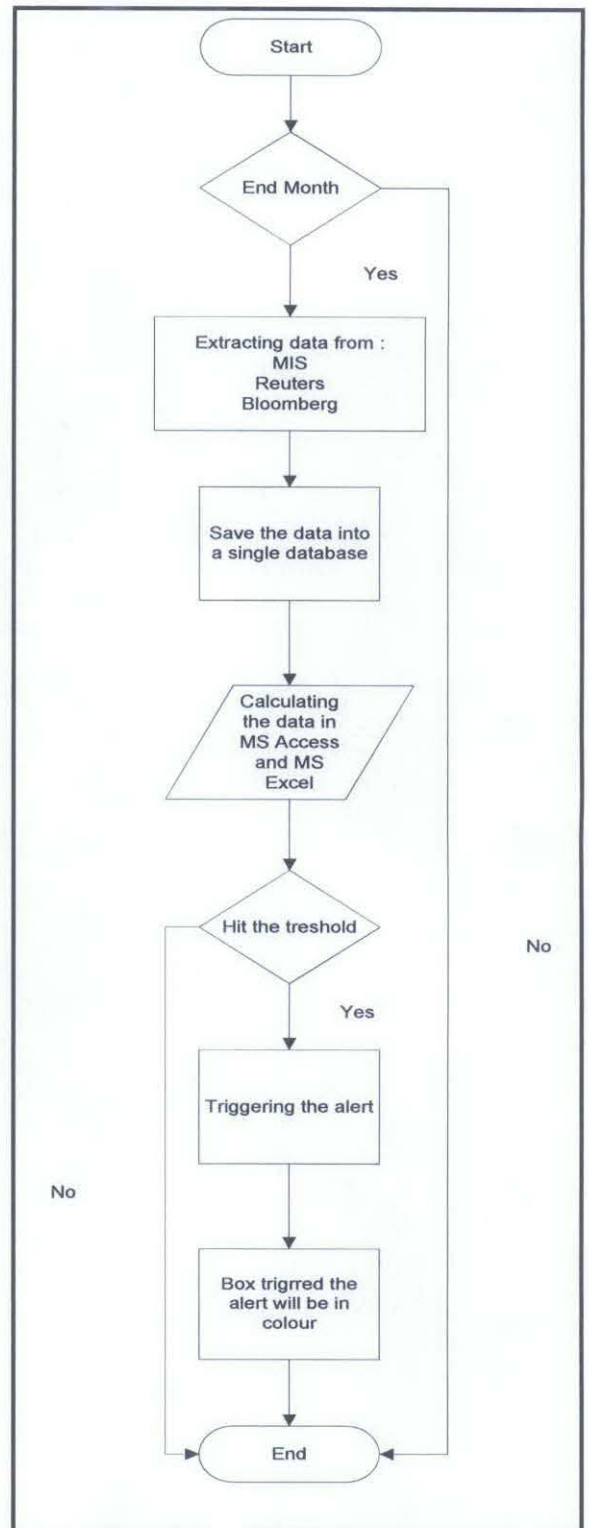 Start
End Month
Yes
Extracting data from :
MIS
Reuters
Bloomberg
Save the data into
a single database
Calculating
the data in
MS Access
and MS
Excel
Hit the treshold
No
Yes
Triggering the alert
No
Box trigrred the
alert will be in
colour
End